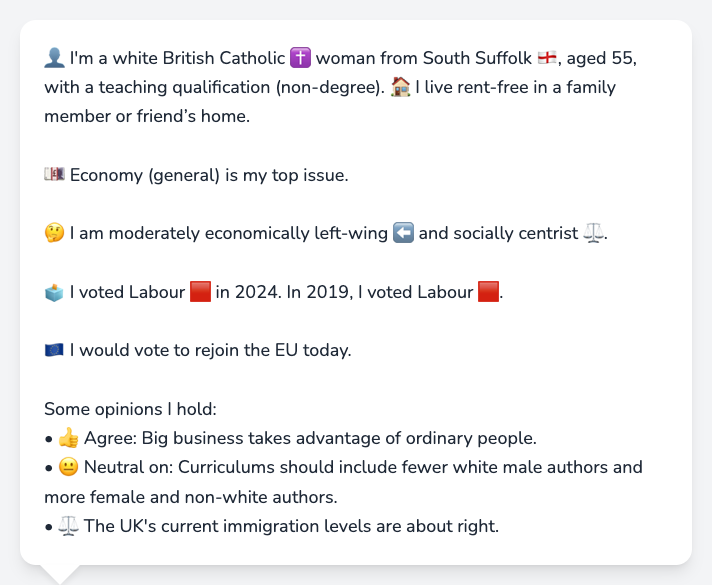 👤 I'm a white British Catholic ✝️ woman from South Suffolk 🏴󠁧󠁢󠁥󠁮󠁧󠁿, aged 55,
with a teaching qualification (non-degree). 🏠 I live rent-free in a family
member or friend’s home.
💷 Economy (general) is my top issue.
🤔 I am moderately economically left-wing ⬅️ and socially centrist ⚖️.
🗳️ I voted Labour 🟥 in 2024. In 2019, I voted Labour 🟥.
🇪🇺 I would vote to rejoin the EU today.
Some opinions I hold:
• 👍 Agree: Big business takes advantage of ordinary people.
• 😐 Neutral on: Curriculums should include fewer white male authors and
more female and non-white authors.
• ⚖️ The UK's current immigration levels are about right.